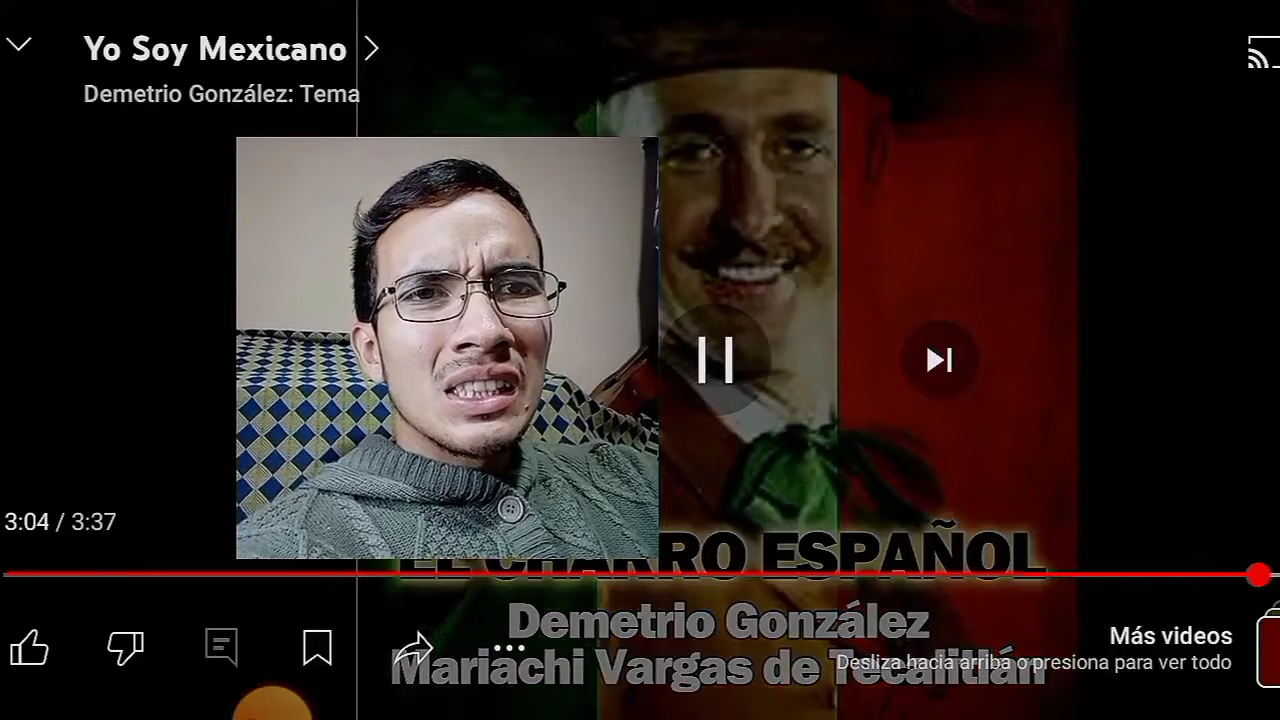 Yo Soy Mexicano
Demetrio González: Tema
3:04 / 3:37
EL CHARRO ESPAÑOL
Demetrio González
Mariachi Vargas de Tecalitlán
Más videos
Desliza hacia arriba o presiona para ver todo